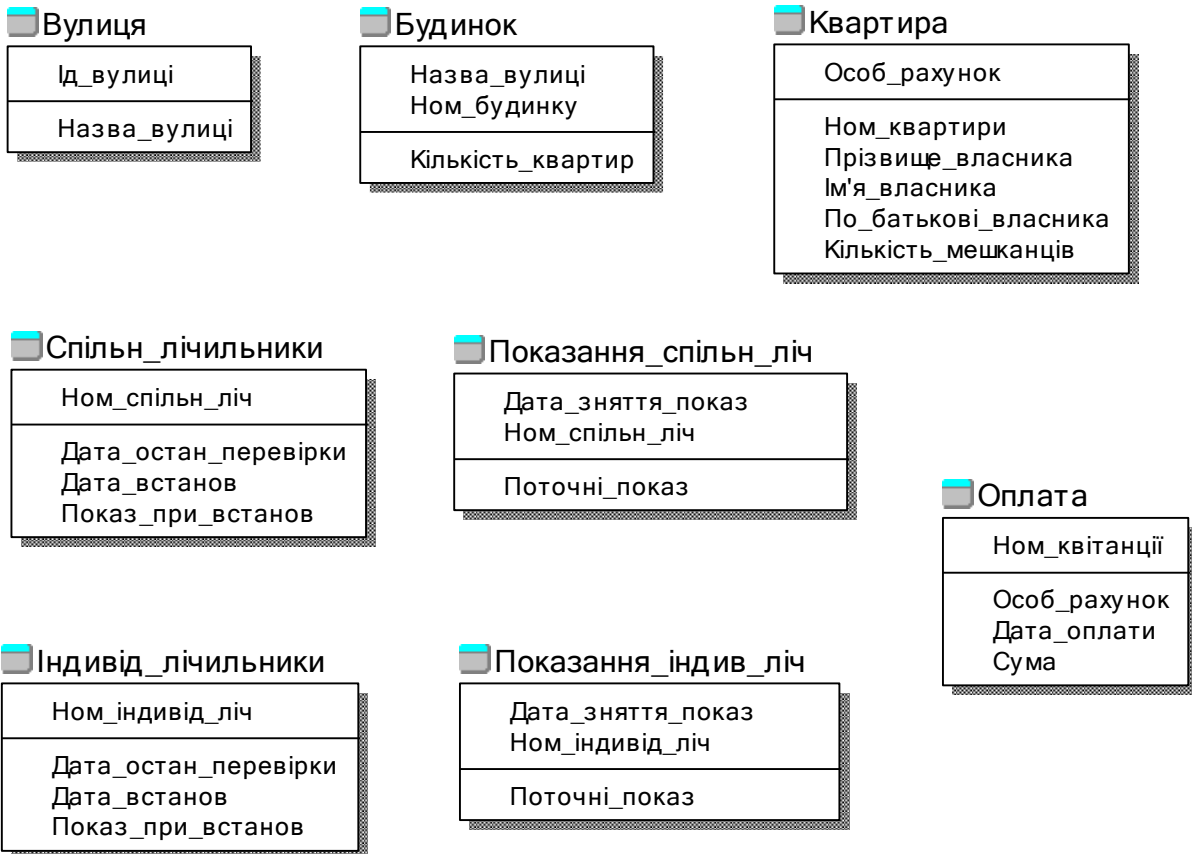 Вулиця
Ід_вулиці
Назва_вулиці
Будинок
Назва_вулиці
Ном_будинку
Кількість_квартир
Квартира
Особ_рахунок
Ном_квартири
Прізвище_власника
Ім'я_власника
По_батькові_власника
Кількість_мешканців
Спільн_лічильники
Ном_спільн_ліч
Дата_остан_перевірки
Дата_встанов
Показ_при_встанов
Показання_спільн_ліч
Дата_зняття_показ
Ном_спільн_ліч
Поточні_показ
Оплата
Ном_квітанції
Особ_рахунок
Дата_оплати
Сума
Індивід_лічильники
Ном_індивід_ліч
Дата_остан_перевірки
Дата_встанов
Показ_при_встанов
Показання_індив_ліч
Дата_зняття_показ
Ном_індивід_ліч
Поточні_показ